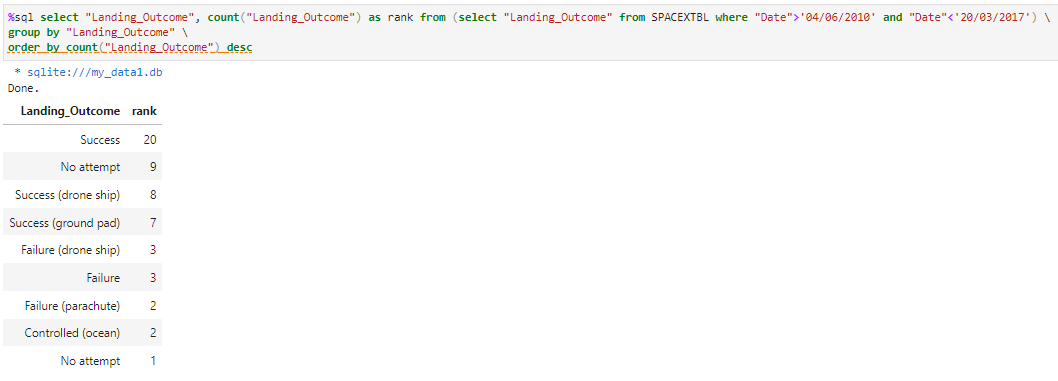 %sql select "Landing_Outcome", count("Landing_Outcome") as rank from (select "Landing_Outcome" from SPACEXTBL where "Date">'04/06/2010' and "Date"<'20/03/2017') \
group by "Landing_Outcome" \
order by count("Landing_Outcome") desc
* sqlite:///my_data1.db
Done.
Landing_Outcome rank
Success 20
No attempt 9
Success (drone ship) 8
Success (ground pad) 7
Failure (drone ship) 3
Failure 3
Failure (parachute) 2
Controlled (ocean) 2
No attempt 1